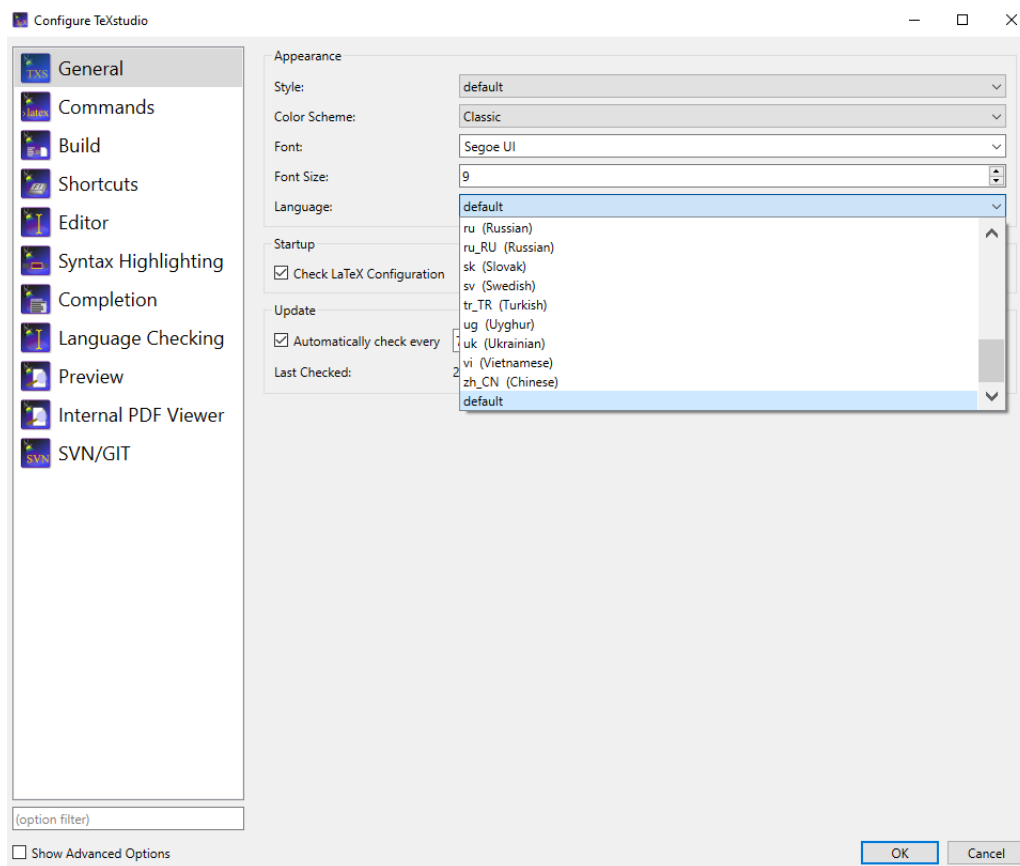 Configure TeXstudio
General
Commands
Build
Shortcuts
Editor
Syntax Highlighting
Completion
Language Checking
Preview
Internal PDF Viewer
SVN/GIT
(option filter)
Show Advanced Options
Appearance
Style: default
Color Scheme: Classic
Font: Segoe UI
Font Size: 9
Language: default
ru (Russian)
ru_RU (Russian)
sk (Slovak)
sv (Swedish)
tr_TR (Turkish)
ug (Uyghur)
uk (Ukrainian)
vi (Vietnamese)
zh_CN (Chinese)
default
Startup
Check LaTeX Configuration
Update
Automatically check every
Last Checked: 2
OK Cancel